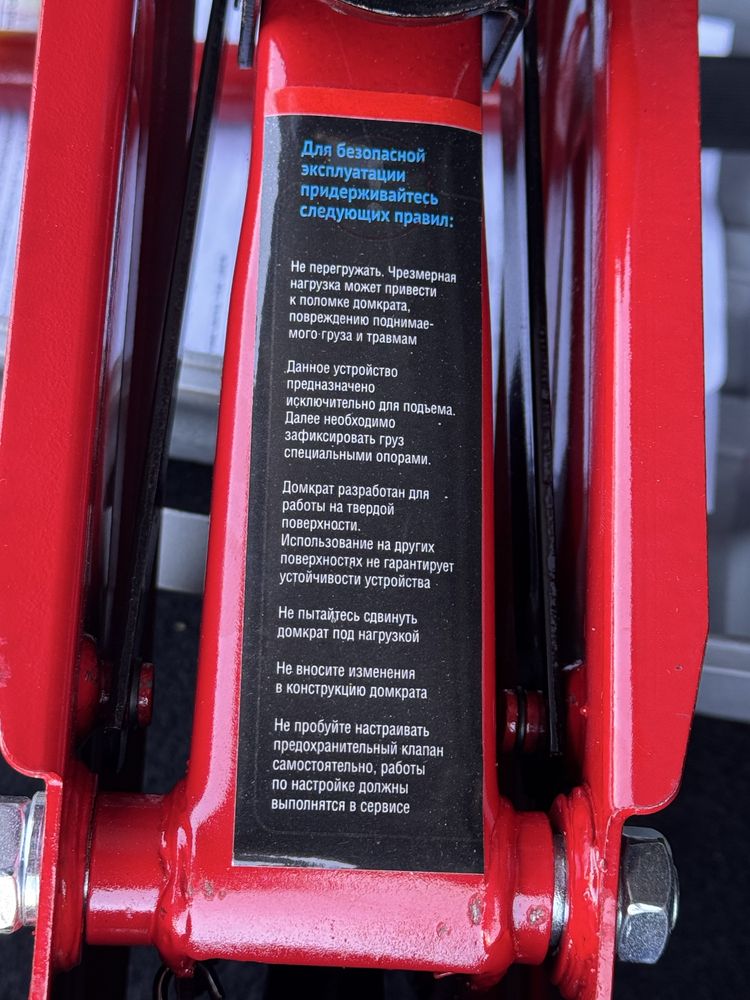 Для безопасной
эксплуатации
придерживайтесь
следующих правил:
Не перегружать. Чрезмерная
нагрузка может привести
к поломке домкрата,
повреждению поднимае-
мого груза и травмам
Данное устройство
предназначено
исключительно для подъема.
Далее необходимо
зафиксировать груз
специальными опорами.
Домкрат разработан для
работы на твердой
поверхности.
Использование на других
поверхностях не гарантирует
устойчивости устройства
Не пытайтесь сдвинуть
домкрат под нагрузкой
Не вносите изменения
в конструкцию домкрата
Не пробуйте настраивать
предохранительный клапан
самостоятельно, работы
по настройке должны
выполнятся в сервисе